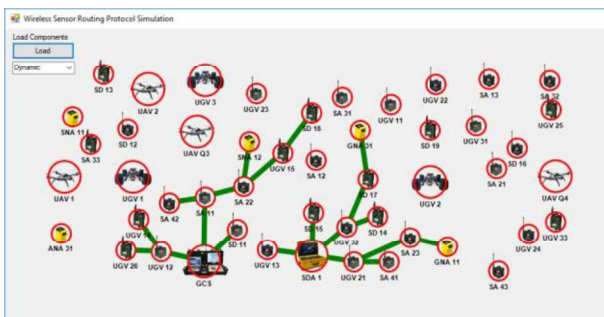 Wireless Sensor Routing Protocol Simulation
Load Components
Load
Dynamic
SD 13
UAV 2
UGV 3
UGV 23
SA 31
UGV 11
UGV 22
SA 13
SA 32
UGV 25
SNA 11
SD 12
SA 33
UAV Q3
SD 18
SNA 12
UGV 15
SA 12
GNA 31
SD 19
UGV 31
SD 16
SA 21
UAV 1
UGV 1
SA 42
SA 11
SA 22
SD 17
UGV 2
UAV Q4
ANA 31
SD 11
SD 15
UGV 32
SD 14
SA 23
GNA 11
UGV 24
UGV 33
UGV 26
UGV 12
GCS
UGV 13
SDA 1
UGV 21
SA 41
SA 43